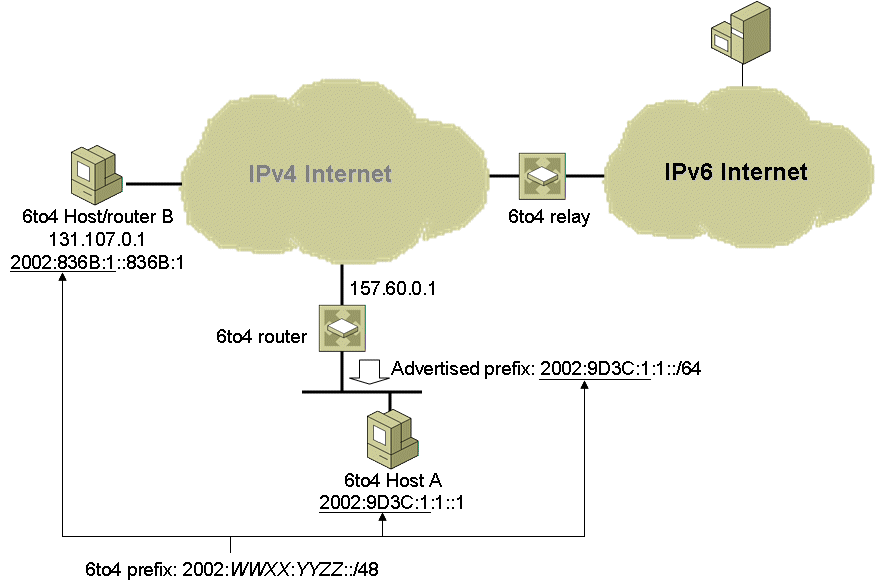 IPv4 Internet
IPv6 Internet
6to4 relay
6to4 Host/router B
131.107.0.1
2002:836B:1::836B:1
157.60.0.1
6to4 router
Advertised prefix: 2002:9D3C:1:1::/64
6to4 Host A
2002:9D3C:1:1::1
6to4 prefix: 2002:WWXX:YYZZ::/48